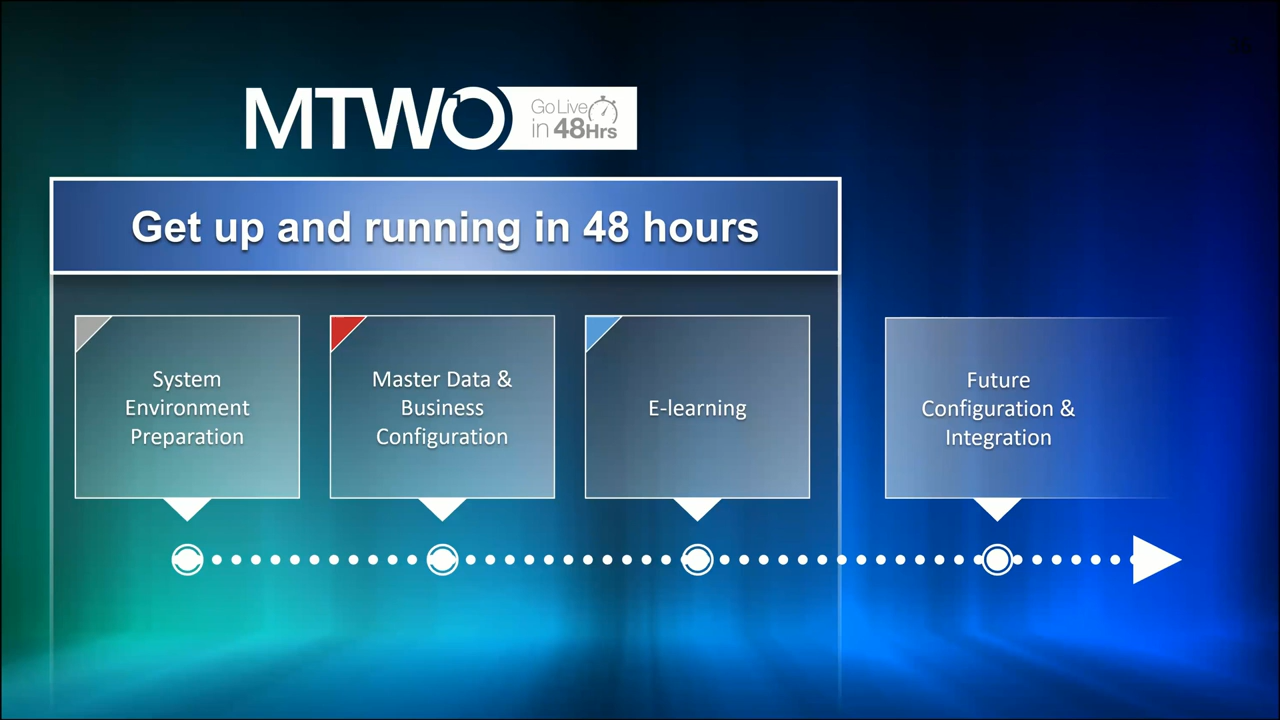 MTWO
Go Live
in 48Hrs
Get up and running in 48 hours
System
Environment
Preparation
Master Data &
Business
Configuration
E-learning
Future
Configuration &
Integration